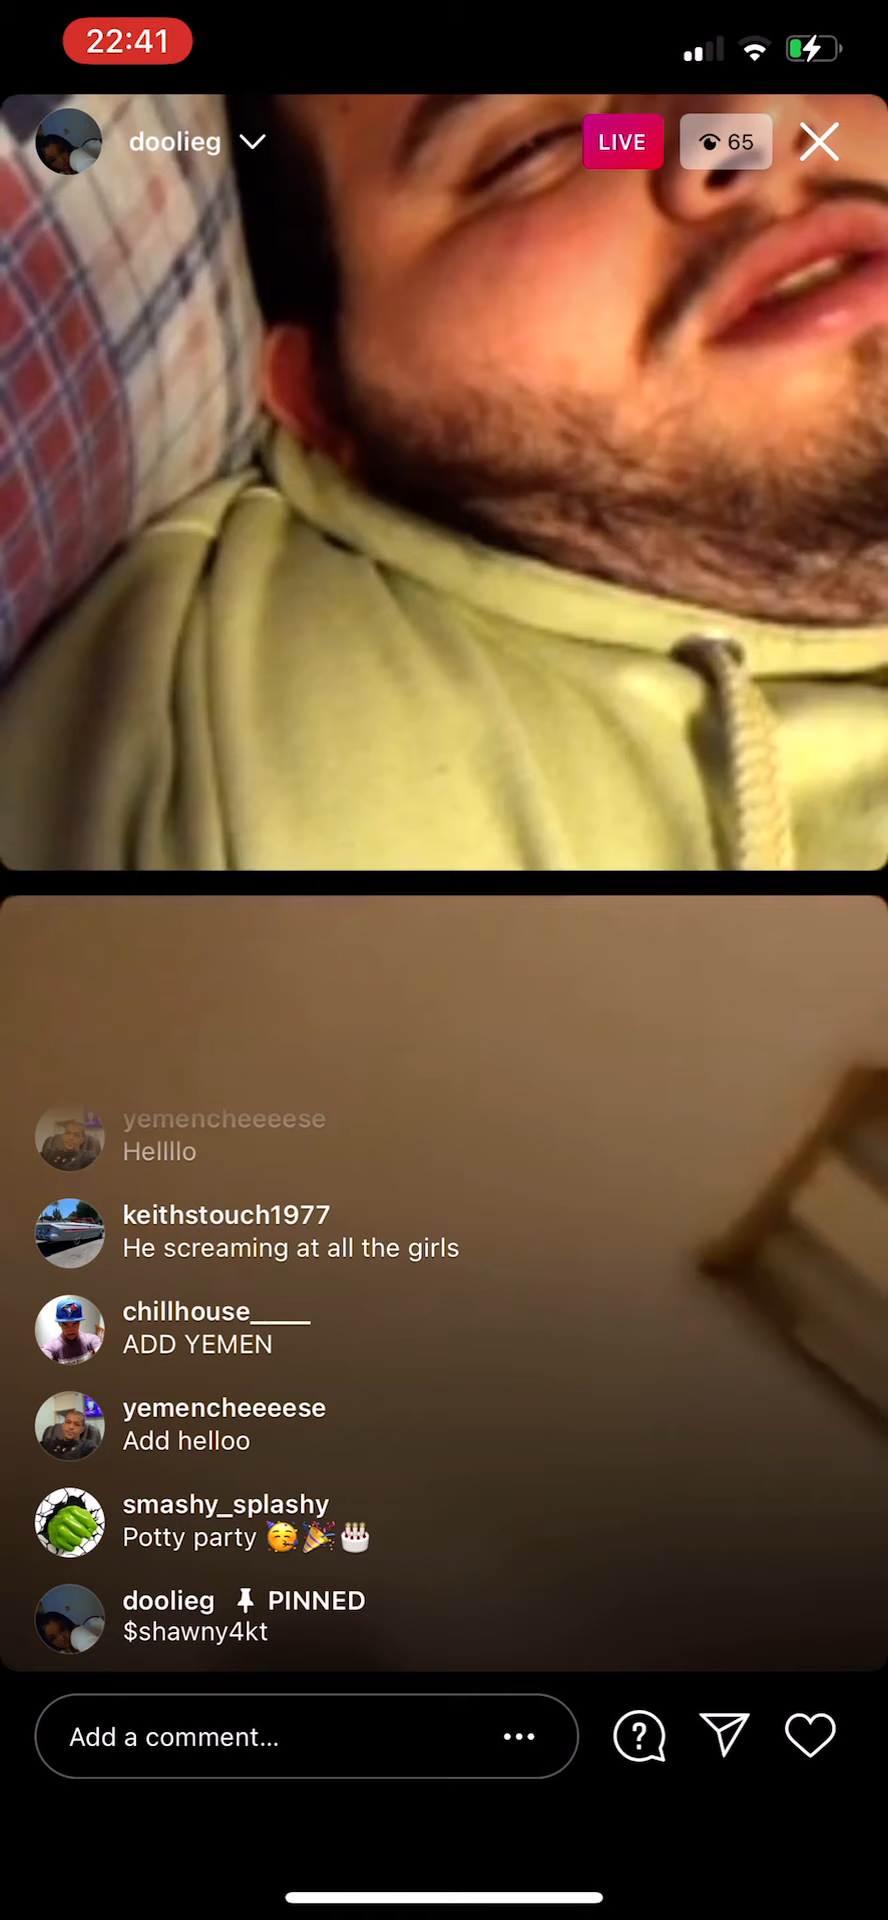 22:41
doolieg
LIVE
65
yemencheeeese
Hellllo
keithstouch1977
He screaming at all the girls
chillhouse_____
ADD YEMEN
yemencheeeese
Add helloo
smashy_splashy
Potty party 🥳🎉🎂
doolieg PINNED
$shawny4kt
Add a comment...